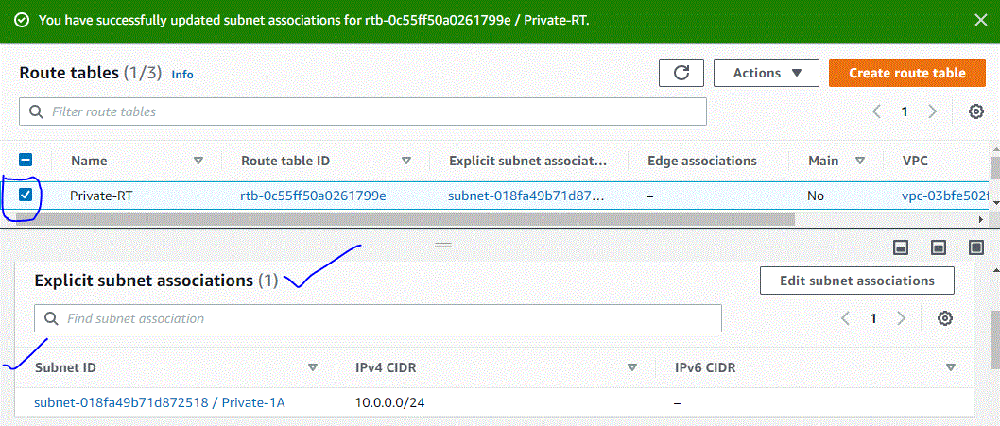 You have successfully updated subnet associations for rtb-0c55ff50a0261799e / Private-RT.
Route tables (1/3) Info Actions Create route table
Filter route tables 1
Name Route table ID Explicit subnet associat... Edge associations Main VPC
Private-RT rtb-0c55ff50a0261799e subnet-018fa49b71d87... – No vpc-03bfe502f
Explicit subnet associations (1) Edit subnet associations
Find subnet association 1
Subnet ID IPv4 CIDR IPv6 CIDR
subnet-018fa49b71d872518 / Private-1A 10.0.0.0/24 –